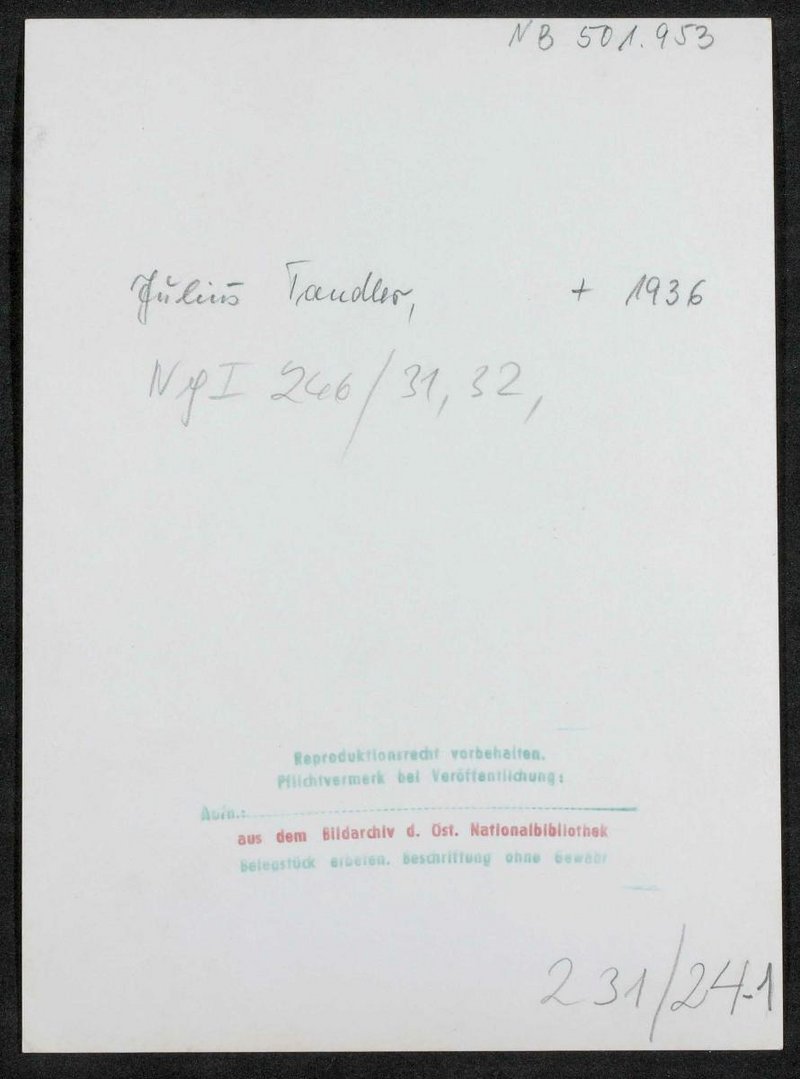 NB 501.953
Julius Tandler, + 1936
NgI 246/31, 32,
Reproduktionsrecht vorbehalten.
Pflichtvermerk bei Veröffentlichung:
Aufn.:
aus dem Bildarchiv d. Öst. Nationalbibliothek
Belegstück erbeten. Beschriftung ohne Gewähr
231/24-1